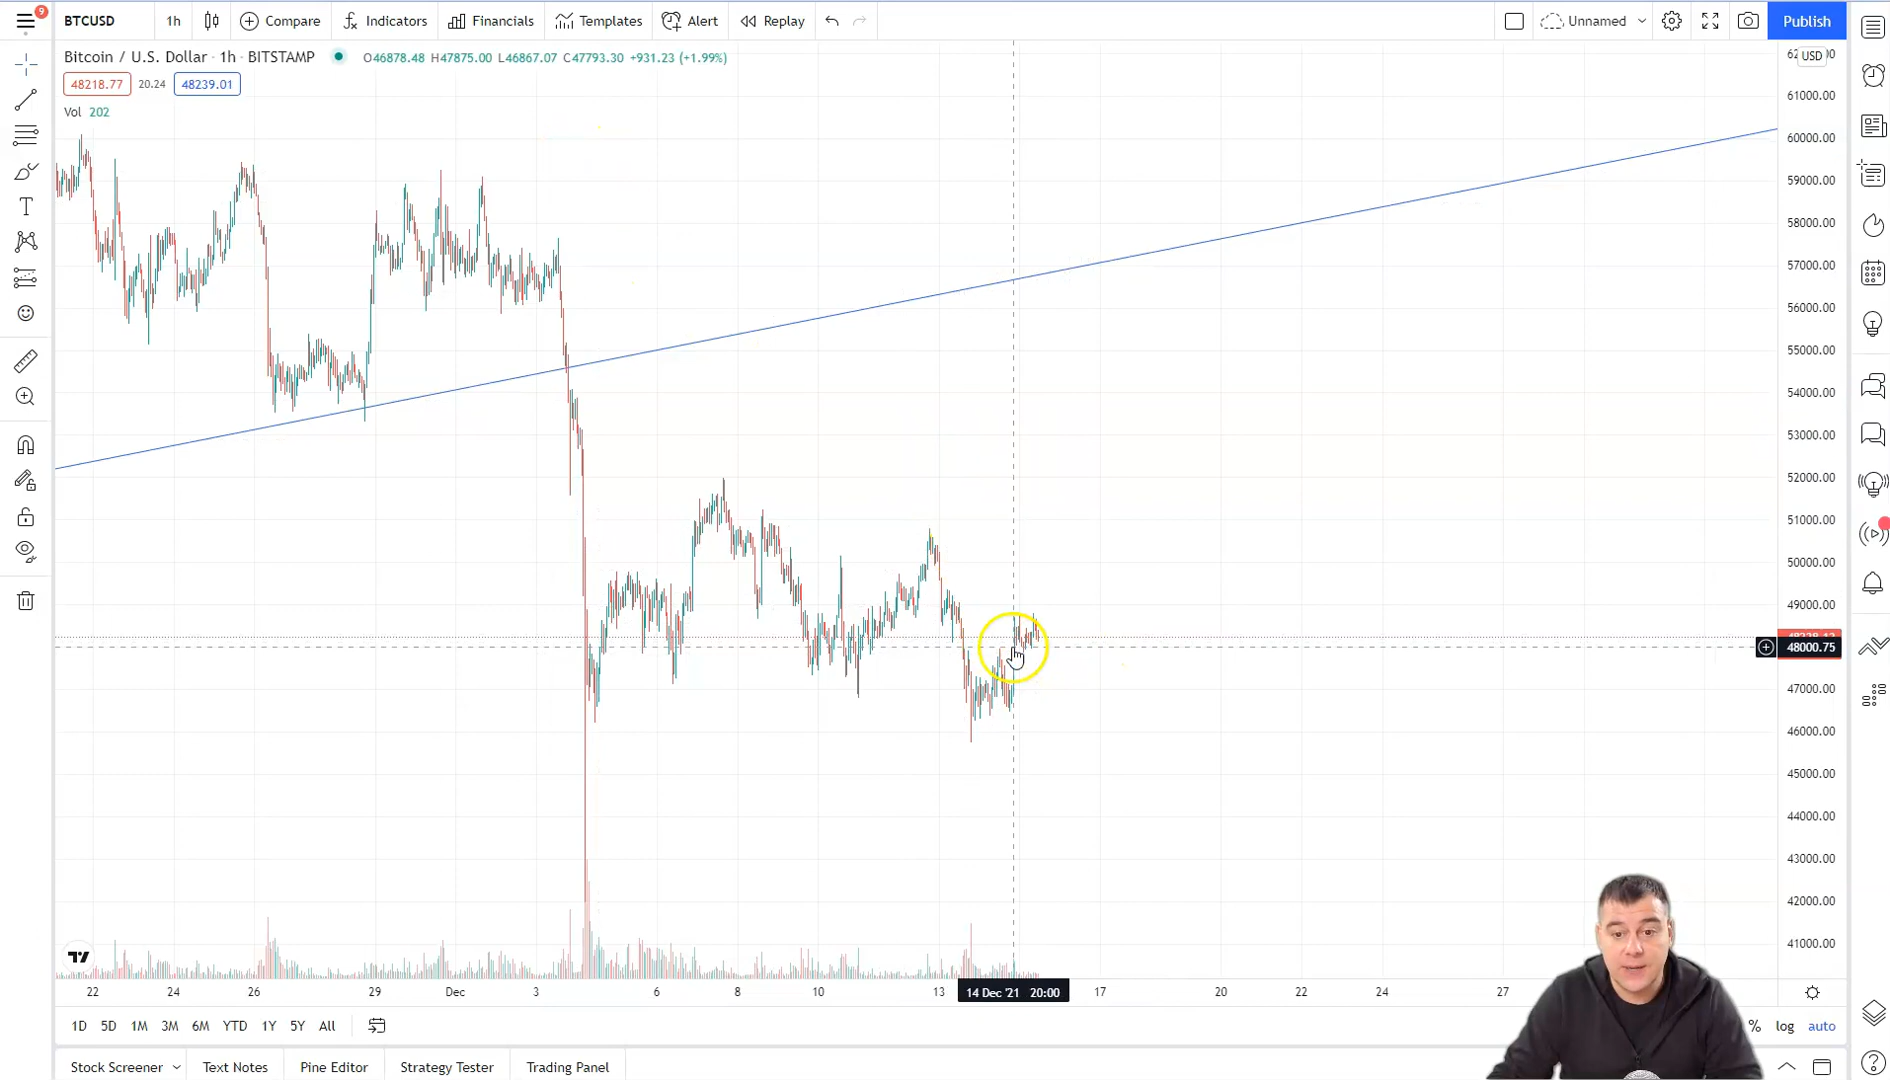 9
BTCUSD 1h Compare Indicators Financials Templates Alert Replay Unnamed Publish
Bitcoin / U.S. Dollar · 1h · BITSTAMP O46878.48 H47875.00 L46867.07 C47793.30 +931.23 (+1.99%)
48218.77 20.24 48239.01
Vol 202
USD
61000.00
60000.00
59000.00
58000.00
57000.00
56000.00
55000.00
54000.00
53000.00
52000.00
51000.00
50000.00
49000.00
48000.75
47000.00
46000.00
45000.00
44000.00
43000.00
42000.00
41000.00
22 24 26 29 Dec 3 6 8 10 13 14 Dec '21 20:00 17 20 22 24 27
1D 5D 1M 3M 6M YTD 1Y 5Y All % log auto
Stock Screener Text Notes Pine Editor Strategy Tester Trading Panel